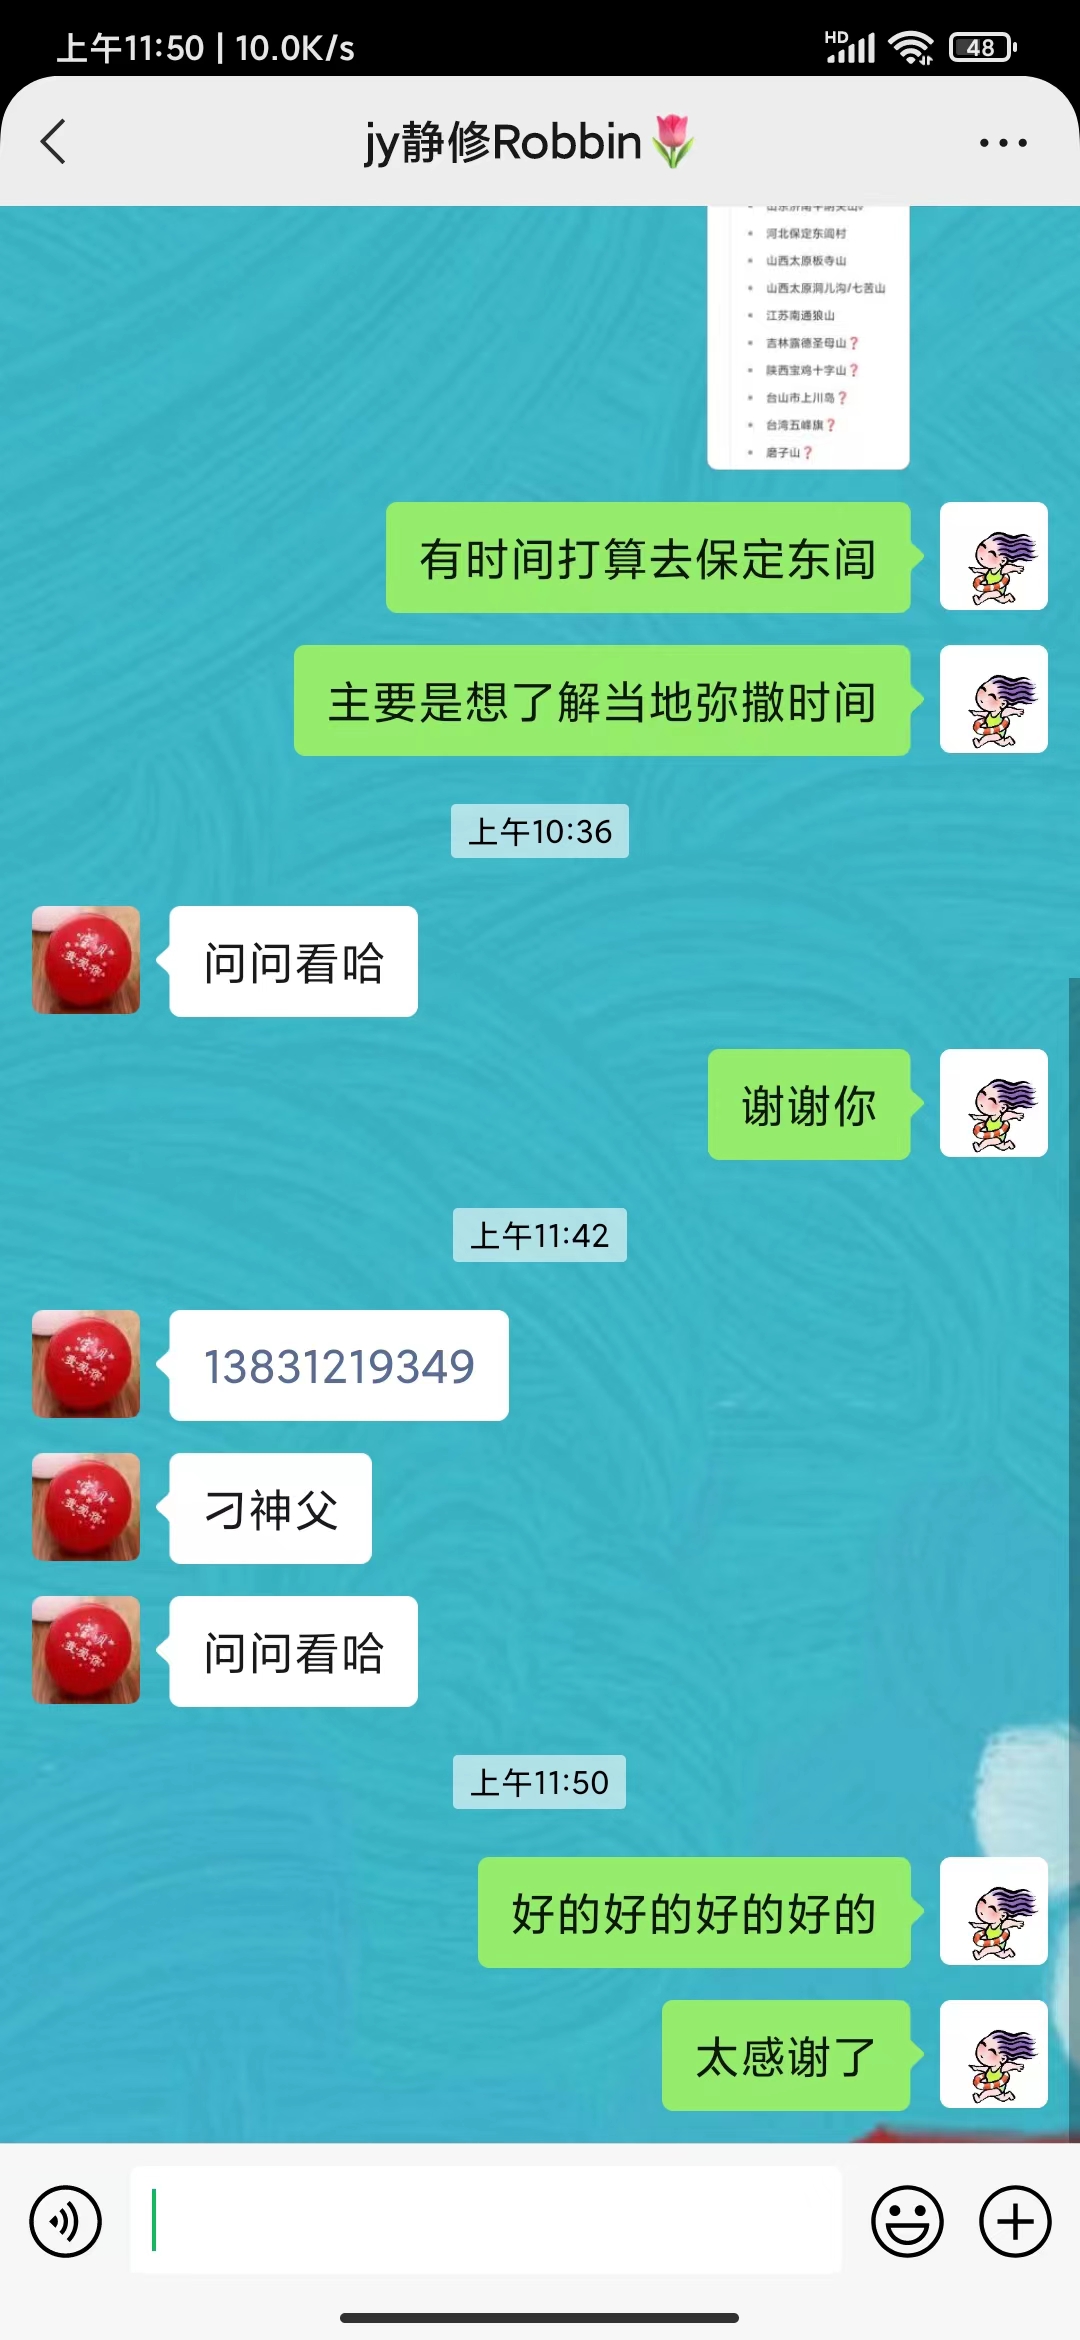 上午11:50 | 10.0K/s
HD
48
jy静修Robbin🌷
河北保定东闾村
山西太原板寺山
山西太原洞儿沟/七苦山
江苏南通狼山
吉林露德圣母山❓
陕西宝鸡十字山❓
台山市上川岛❓
台湾五峰旗❓
磨子山❓
有时间打算去保定东闾
主要是想了解当地弥撒时间
上午10:36
问问看哈
谢谢你
上午11:42
13831219349
刁神父
问问看哈
上午11:50
好的好的好的好的
太感谢了